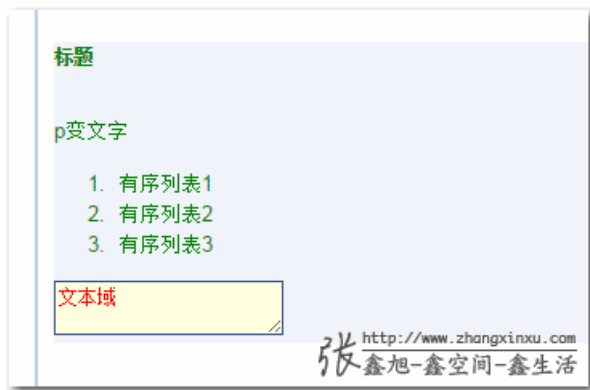 标题
p变文字
1. 有序列表1
2. 有序列表2
3. 有序列表3
文本域
张 http://www.zhangxinxu.com
鑫旭-鑫空间-鑫生活